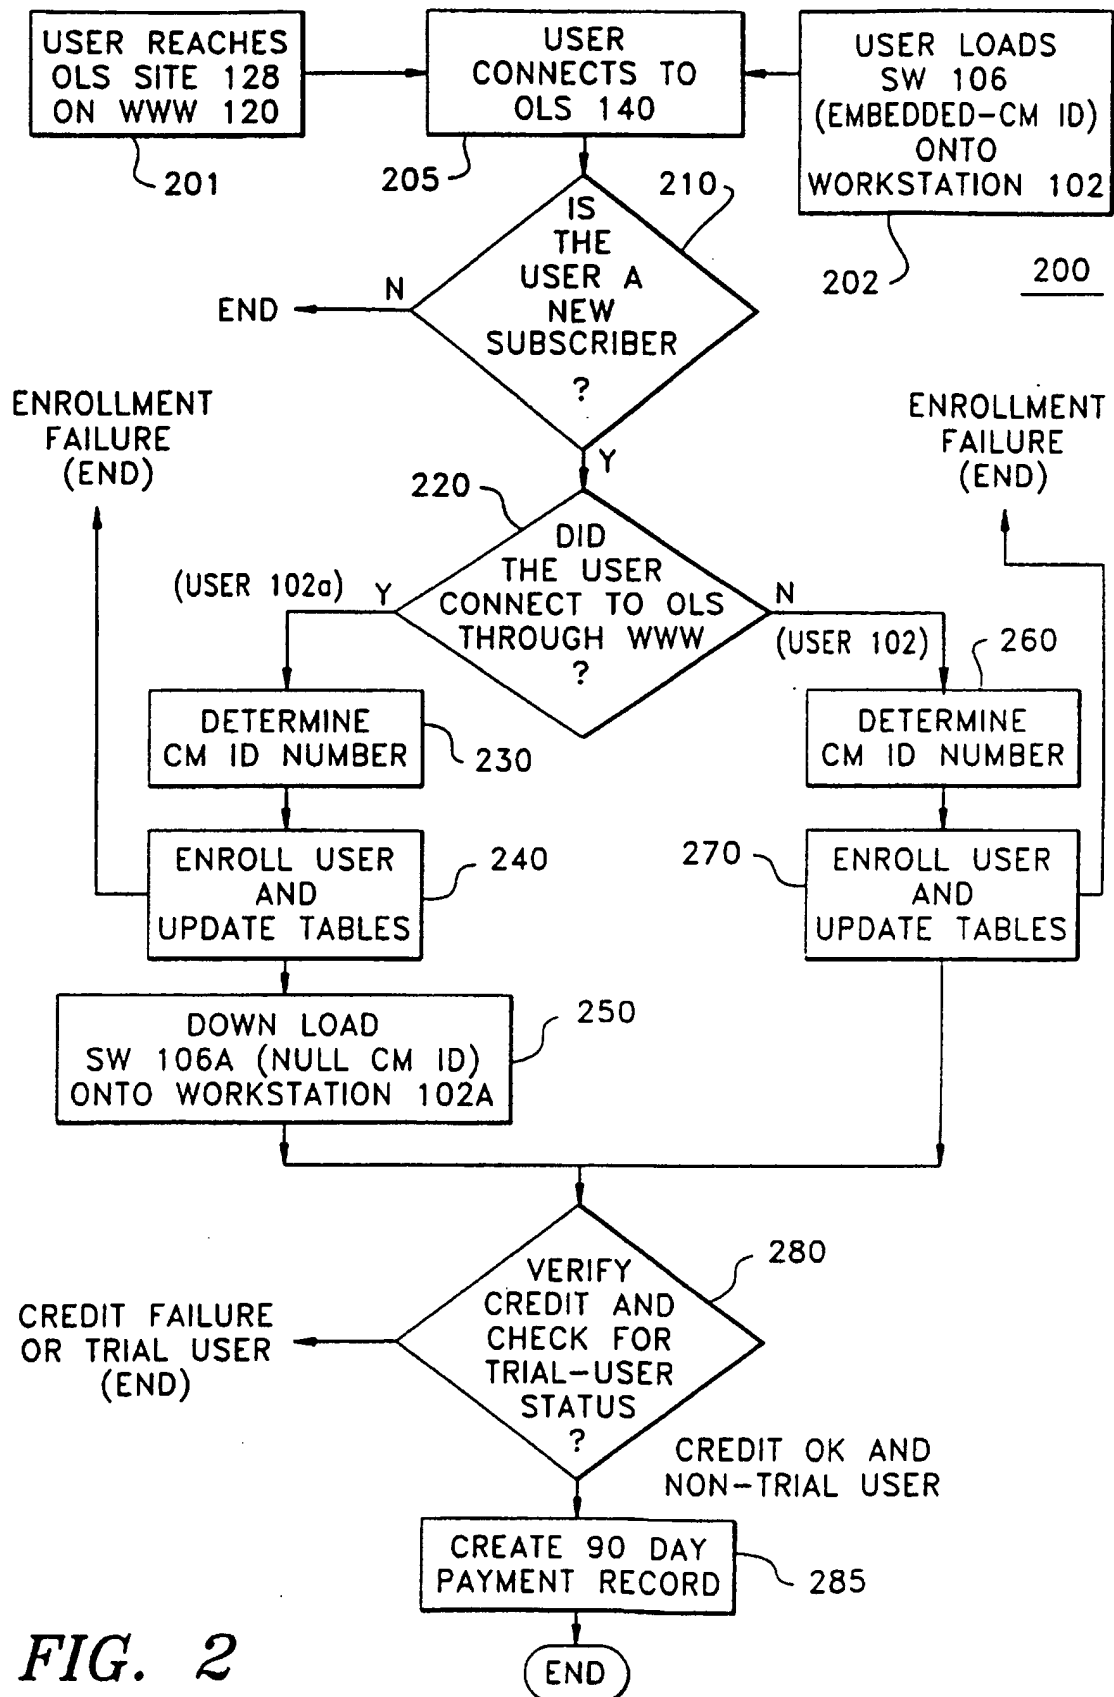 USER REACHES
OLS SITE 128
ON WWW 120
201
USER
CONNECTS TO
OLS 140
205
USER LOADS
SW 106
(EMBEDDED-CM ID)
ONTO
WORKSTATION 102
202
200
210
IS
THE
USER A
NEW
SUBSCRIBER
?
N
END
Y
ENROLLMENT
FAILURE
(END)
ENROLLMENT
FAILURE
(END)
220
DID
THE USER
CONNECT TO OLS
THROUGH WWW
?
(USER 102a)
Y
N
(USER 102)
DETERMINE
CM ID NUMBER
230
260
DETERMINE
CM ID NUMBER
ENROLL USER
AND
UPDATE TABLES
240
270
ENROLL USER
AND
UPDATE TABLES
DOWN LOAD
SW 106A (NULL CM ID)
ONTO WORKSTATION 102A
250
280
VERIFY
CREDIT AND
CHECK FOR
TRIAL-USER
STATUS
?
CREDIT FAILURE
OR TRIAL USER
(END)
CREDIT OK AND
NON-TRIAL USER
CREATE 90 DAY
PAYMENT RECORD
285
END
FIG. 2